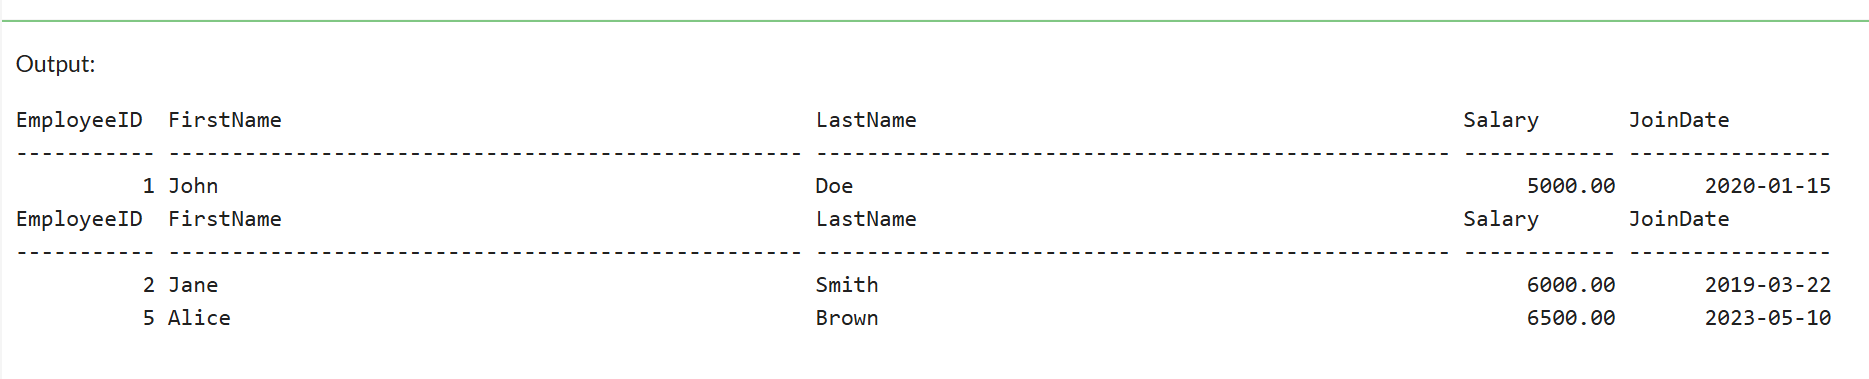 Output:
EmployeeID  FirstName                                          LastName                                           Salary       JoinDate
----------- -------------------------------------------------- -------------------------------------------------- ------------ ----------------
          1 John                                               Doe                                                     5000.00       2020-01-15
EmployeeID  FirstName                                          LastName                                           Salary       JoinDate
----------- -------------------------------------------------- -------------------------------------------------- ------------ ----------------
          2 Jane                                               Smith                                                   6000.00       2019-03-22
          5 Alice                                              Brown                                                   6500.00       2023-05-10